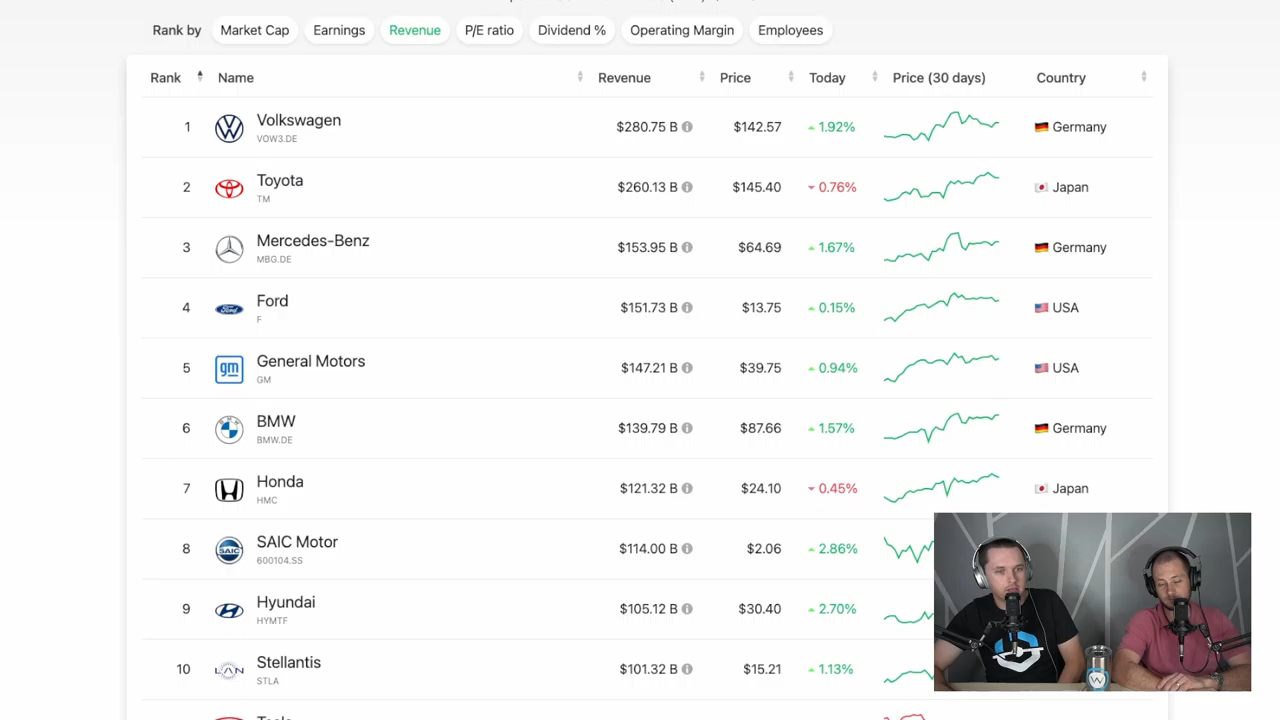 Rank by Market Cap Earnings Revenue P/E ratio Dividend % Operating Margin Employees
Rank Name Revenue Price Today Price (30 days) Country
1 Volkswagen $280.75 B $142.57 1.92% Germany
VOW3.DE
2 Toyota $260.13 B $145.40 0.76% Japan
TM
3 Mercedes-Benz $153.95 B $64.69 1.67% Germany
MBG.DE
4 Ford $151.73 B $13.75 0.15% USA
F
5 gm General Motors $147.21 B $39.75 0.94% USA
GM
6 BMW $139.79 B $87.66 1.57% Germany
BMW.DE
7 Honda $121.32 B $24.10 0.45% Japan
HMC
8 SAIC SAIC Motor $114.00 B $2.06 2.86%
600104.SS
9 Hyundai $105.12 B $30.40 2.70%
HYMTF
10 Stellantis $101.32 B $15.21 1.13%
STLA